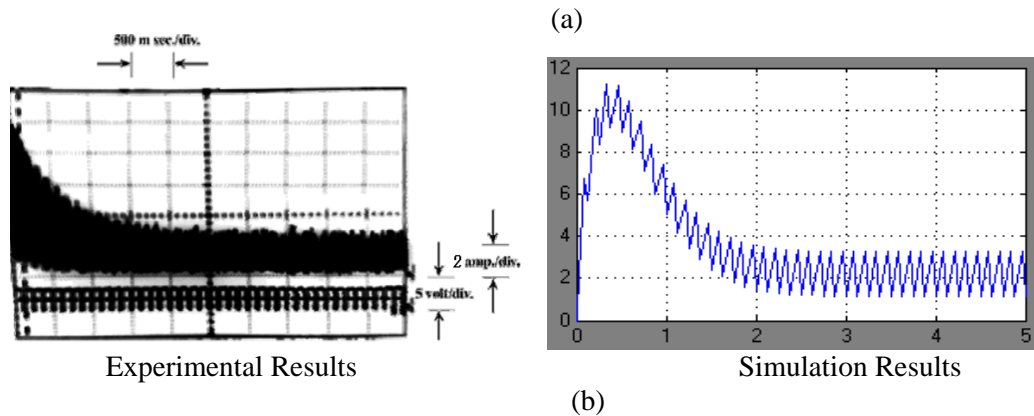 (a)
500 m sec./div.
2 amp./div.
5 volt/div.
Experimental Results
12
10
8
6
4
2
0
0 1 2 3 4 5
Simulation Results
(b)